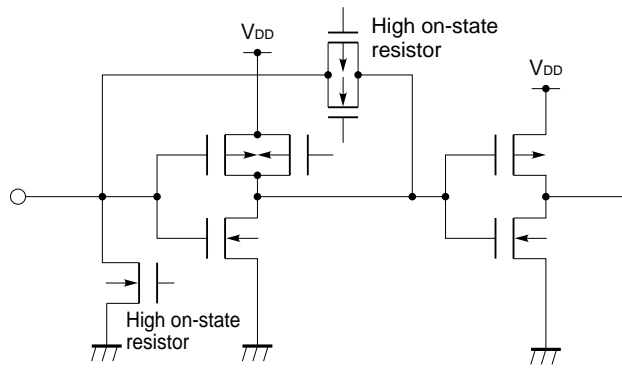 High on-state
resistor
VDD
VDD
High on-state
resistor